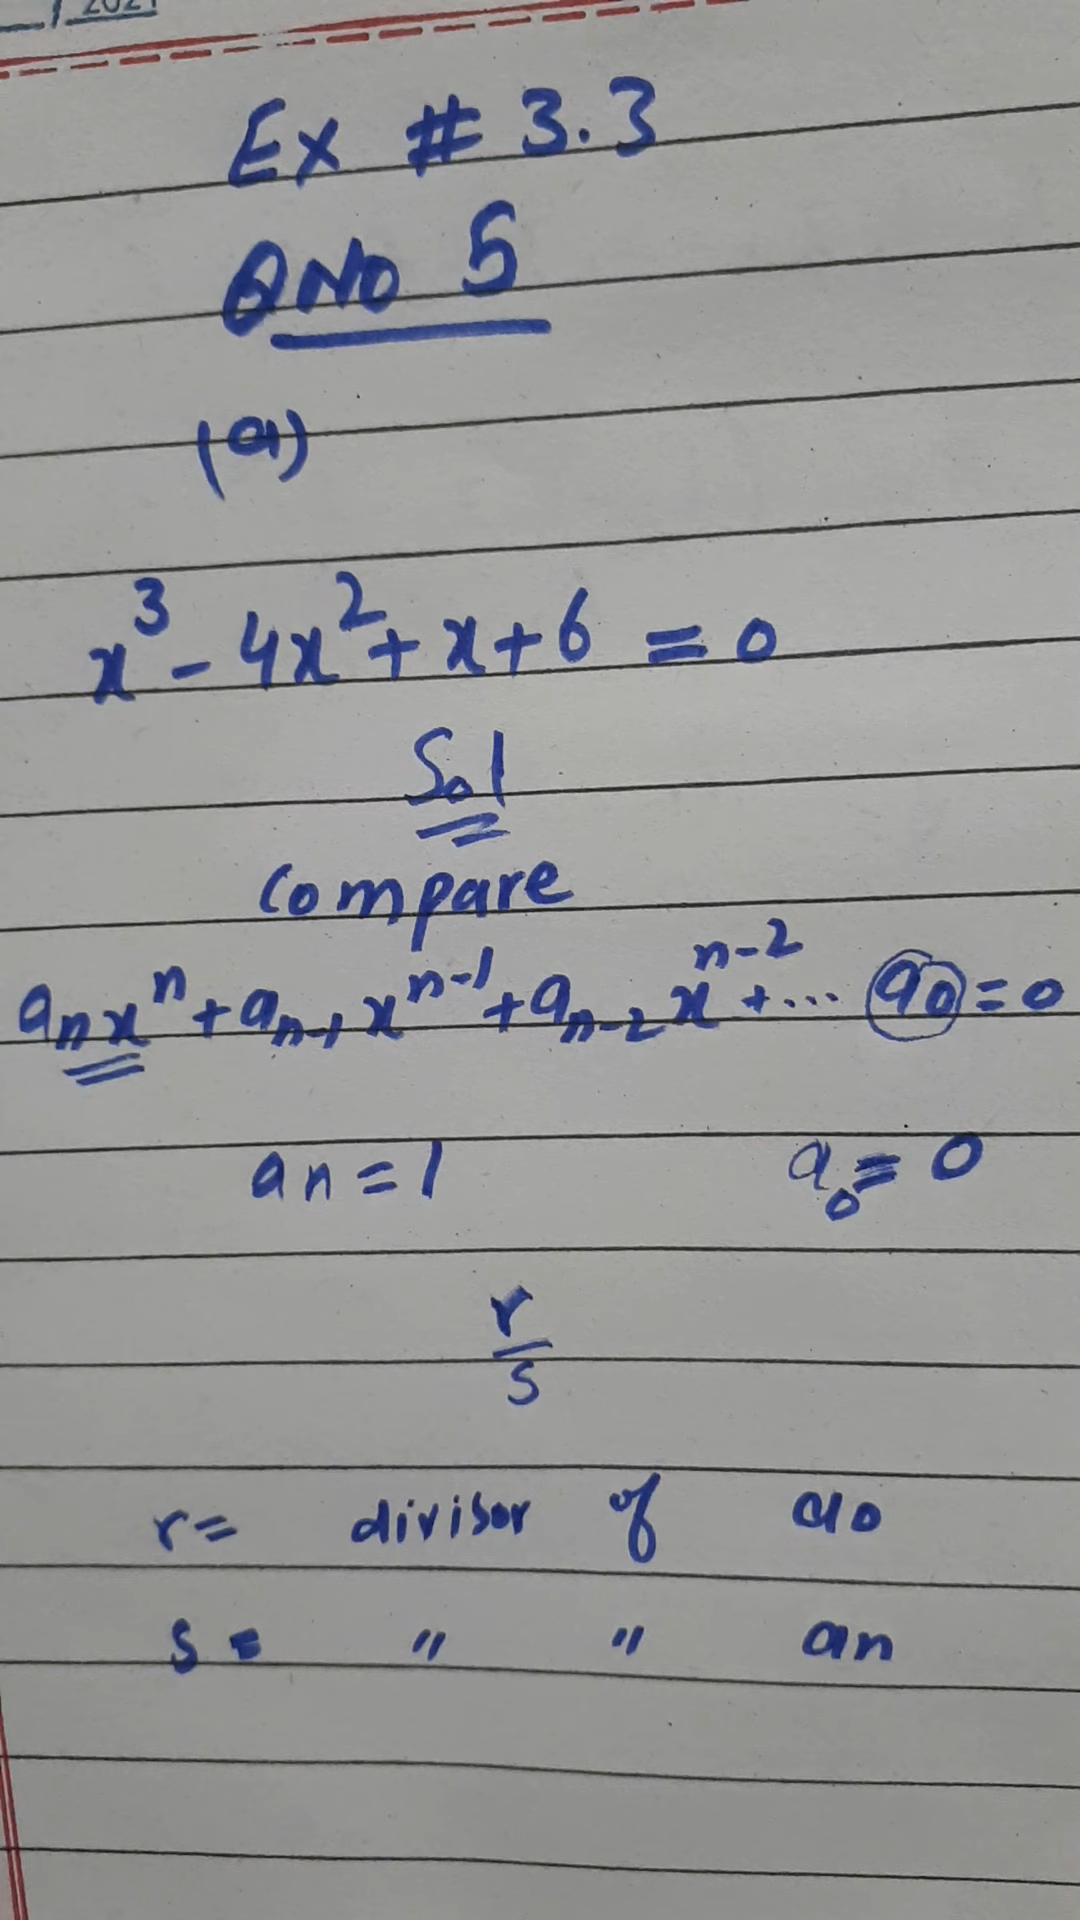 Ex # 3.3
QNO 5
(a)
x³ - 4x² + x + 6 = 0
Sol
Compare
aₙxⁿ + aₙ₋₁xⁿ⁻¹ + aₙ₋₂xⁿ⁻² + ... a₀ = 0
an = 1 a₀ = 0
r/s
r = divisor of a0
s = " " an